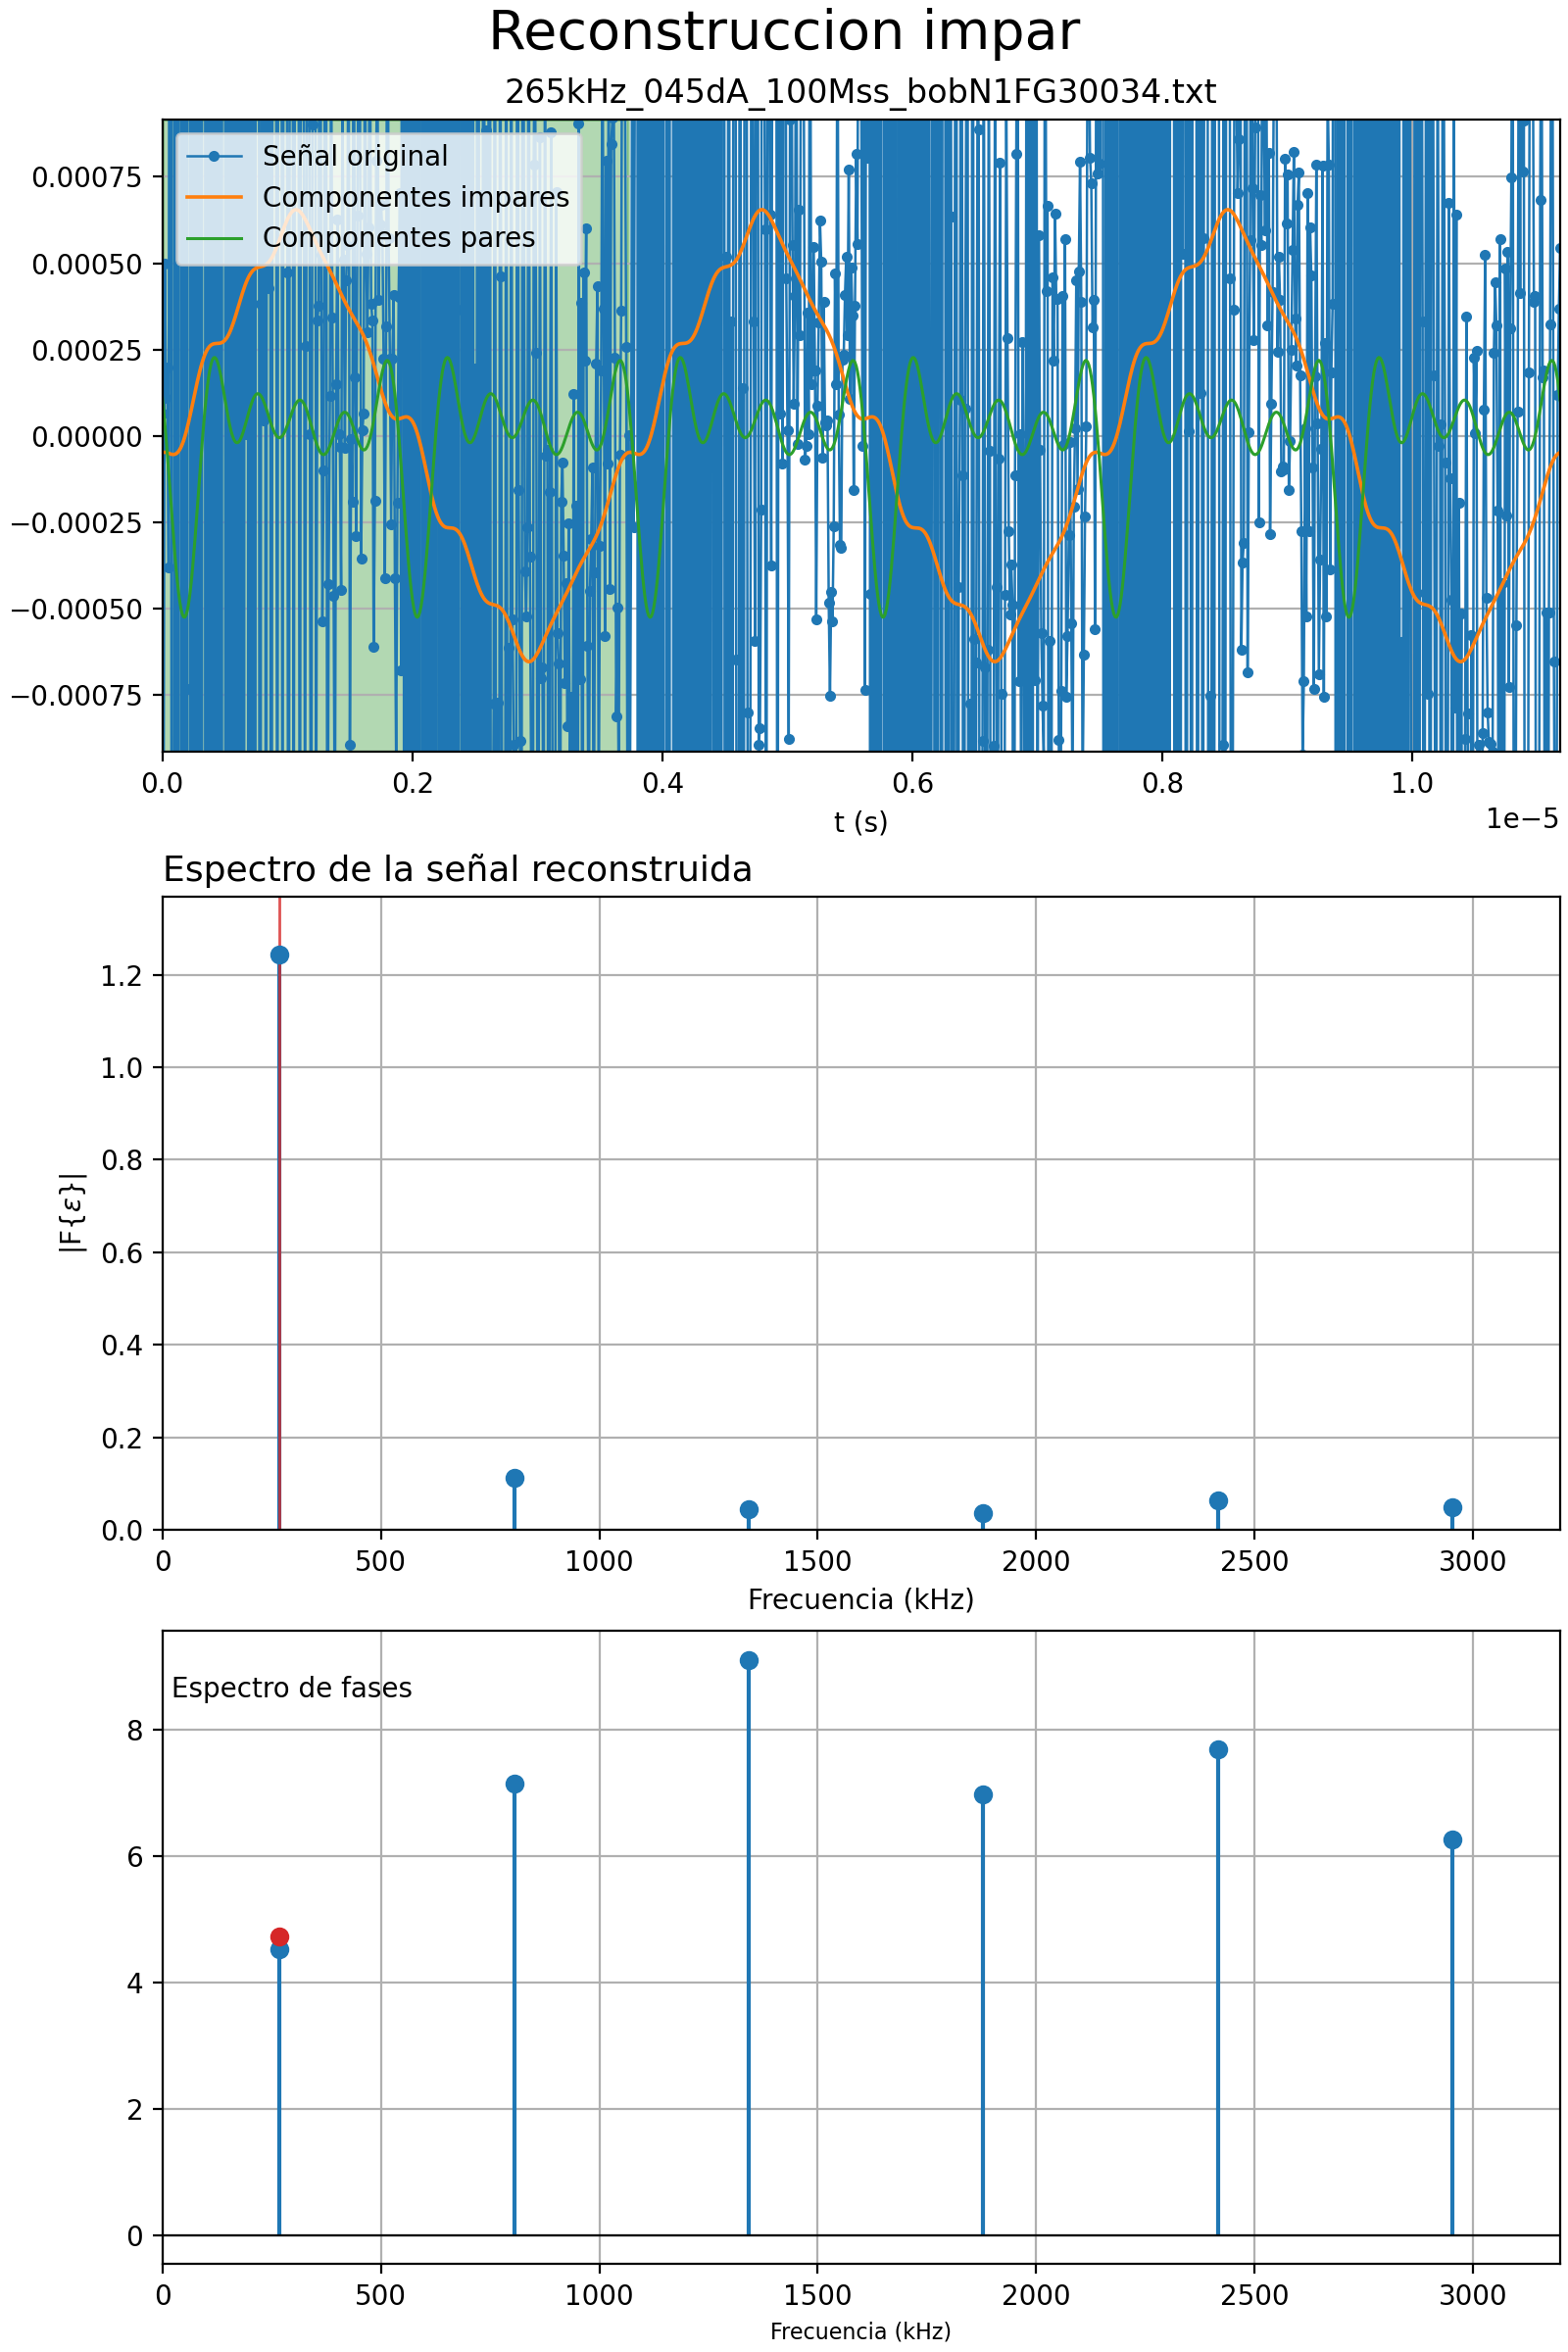 Reconstruccion impar
265kHz_045dA_100Mss_bobN1FG30034.txt
Señal original
Componentes impares
Componentes pares
0.00075
0.00050
0.00025
0.00000
−0.00025
−0.00050
−0.00075
0.0 0.2 0.4 0.6 0.8 1.0
1e−5
t (s)
Espectro de la señal reconstruida
|F{ε}|
1.2
1.0
0.8
0.6
0.4
0.2
0.0
0 500 1000 1500 2000 2500 3000
Frecuencia (kHz)
Espectro de fases
8
6
4
2
0
0 500 1000 1500 2000 2500 3000
Frecuencia (kHz)